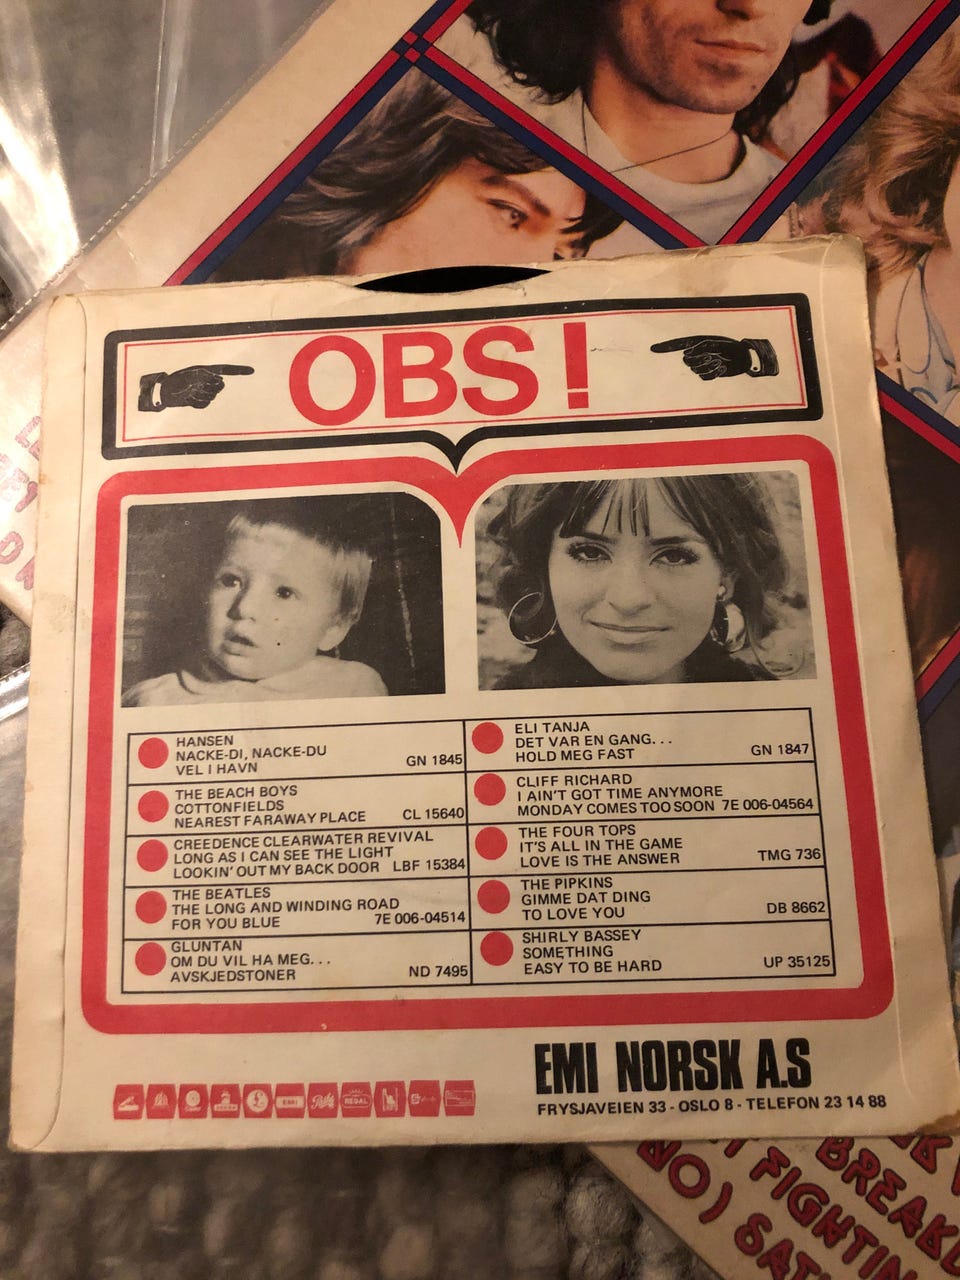 OBS!
HANSEN
NACKE-DI, NACKE-DU
VEL I HAVN GN 1845
THE BEACH BOYS
COTTONFIELDS
NEAREST FARAWAY PLACE CL 15640
CREEDENCE CLEARWATER REVIVAL
LONG AS I CAN SEE THE LIGHT
LOOKIN' OUT MY BACK DOOR LBF 15384
THE BEATLES
THE LONG AND WINDING ROAD
FOR YOU BLUE 7E 006-04514
GLUNTAN
OM DU VIL HA MEG...
AVSKJEDSTONER ND 7495
ELI TANJA
DET VAR EN GANG...
HOLD MEG FAST GN 1847
CLIFF RICHARD
I AIN'T GOT TIME ANYMORE
MONDAY COMES TOO SOON 7E 006-04564
THE FOUR TOPS
IT'S ALL IN THE GAME
LOVE IS THE ANSWER TMG 736
THE PIPKINS
GIMME DAT DING
TO LOVE YOU DB 8662
SHIRLY BASSEY
SOMETHING
EASY TO BE HARD UP 35125
EMI
REGAL
EMI NORSK A.S
FRYSJAVEIEN 33 - OSLO 8 - TELEFON 23 14 88
BREAK
FIGHTIN
NO) SAT